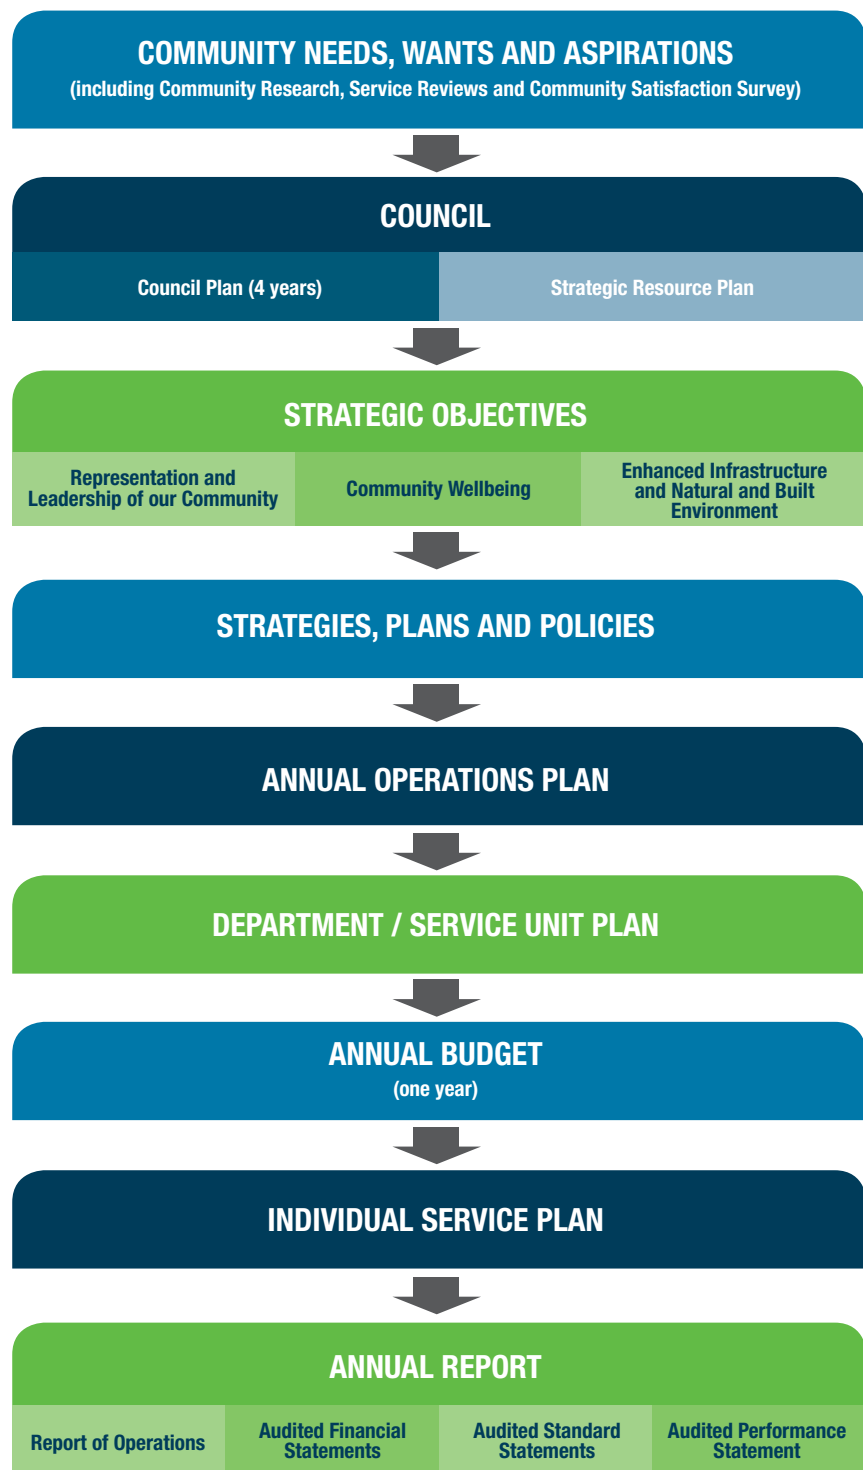 COMMUNITY NEEDS, WANTS AND ASPIRATIONS
(including Community Research, Service Reviews and Community Satisfaction Survey)
COUNCIL
Council Plan (4 years)
Strategic Resource Plan
STRATEGIC OBJECTIVES
Representation and
Leadership of our Community
Community Wellbeing
Enhanced Infrastructure
and Natural and Built
Environment
STRATEGIES, PLANS AND POLICIES
ANNUAL OPERATIONS PLAN
DEPARTMENT / SERVICE UNIT PLAN
ANNUAL BUDGET
(one year)
INDIVIDUAL SERVICE PLAN
ANNUAL REPORT
Report of Operations
Audited Financial
Statements
Audited Standard
Statements
Audited Performance
Statement